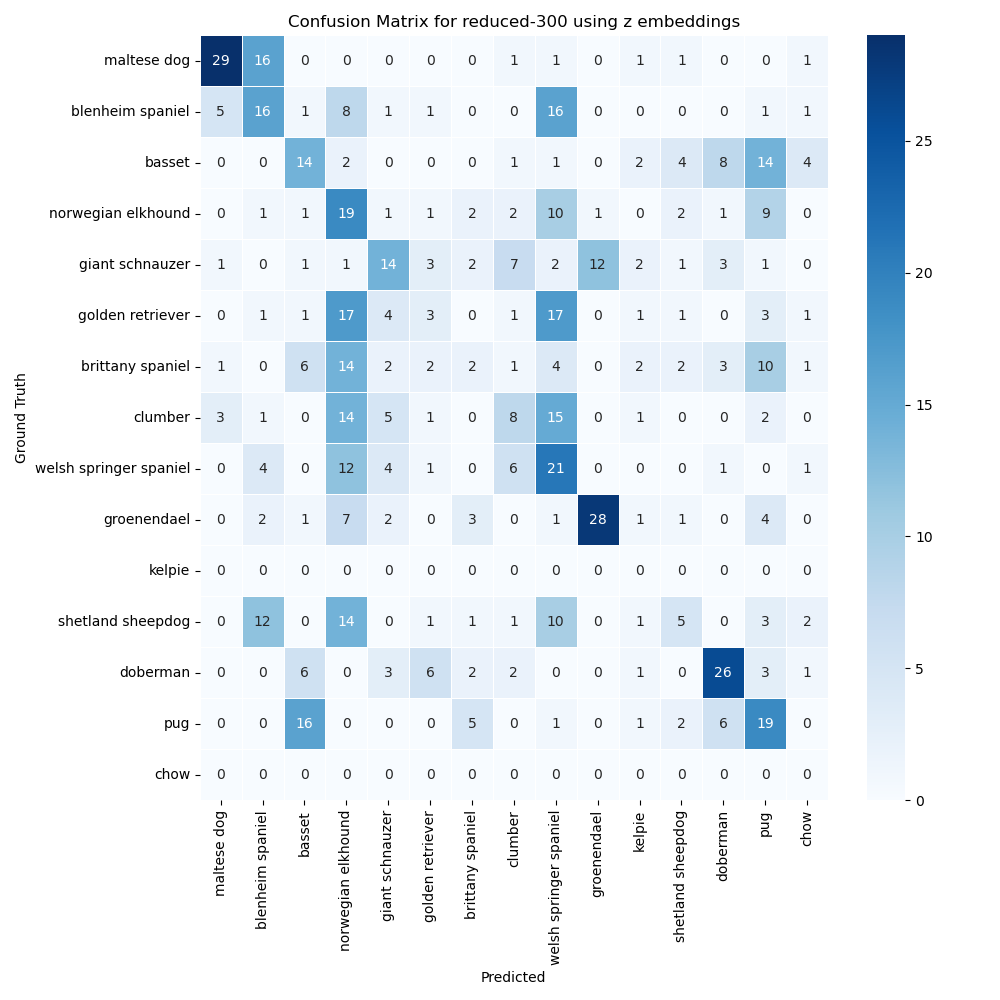 Confusion Matrix for reduced-300 using z embeddings
maltese dog 29 16 0 0 0 0 0 1 1 0 1 1 0 0 1
blenheim spaniel 5 16 1 8 1 1 0 0 16 0 0 0 0 1 1
basset 0 0 14 2 0 0 0 1 1 0 2 4 8 14 4
norwegian elkhound 0 1 1 19 1 1 2 2 10 1 0 2 1 9 0
giant schnauzer 1 0 1 1 14 3 2 7 2 12 2 1 3 1 0
golden retriever 0 1 1 17 4 3 0 1 17 0 1 1 0 3 1
brittany spaniel 1 0 6 14 2 2 2 1 4 0 2 2 3 10 1
clumber 3 1 0 14 5 1 0 8 15 0 1 0 0 2 0
welsh springer spaniel 0 4 0 12 4 1 0 6 21 0 0 0 1 0 1
groenendael 0 2 1 7 2 0 3 0 1 28 1 1 0 4 0
kelpie 0 0 0 0 0 0 0 0 0 0 0 0 0 0 0
shetland sheepdog 0 12 0 14 0 1 1 1 10 0 1 5 0 3 2
doberman 0 0 6 0 3 6 2 2 0 0 1 0 26 3 1
pug 0 0 16 0 0 0 5 0 1 0 1 2 6 19 0
chow 0 0 0 0 0 0 0 0 0 0 0 0 0 0 0
Ground Truth
maltese dog
blenheim spaniel
basset
norwegian elkhound
giant schnauzer
golden retriever
brittany spaniel
clumber
welsh springer spaniel
groenendael
kelpie
shetland sheepdog
doberman
pug
chow
Predicted
25
20
15
10
5
0